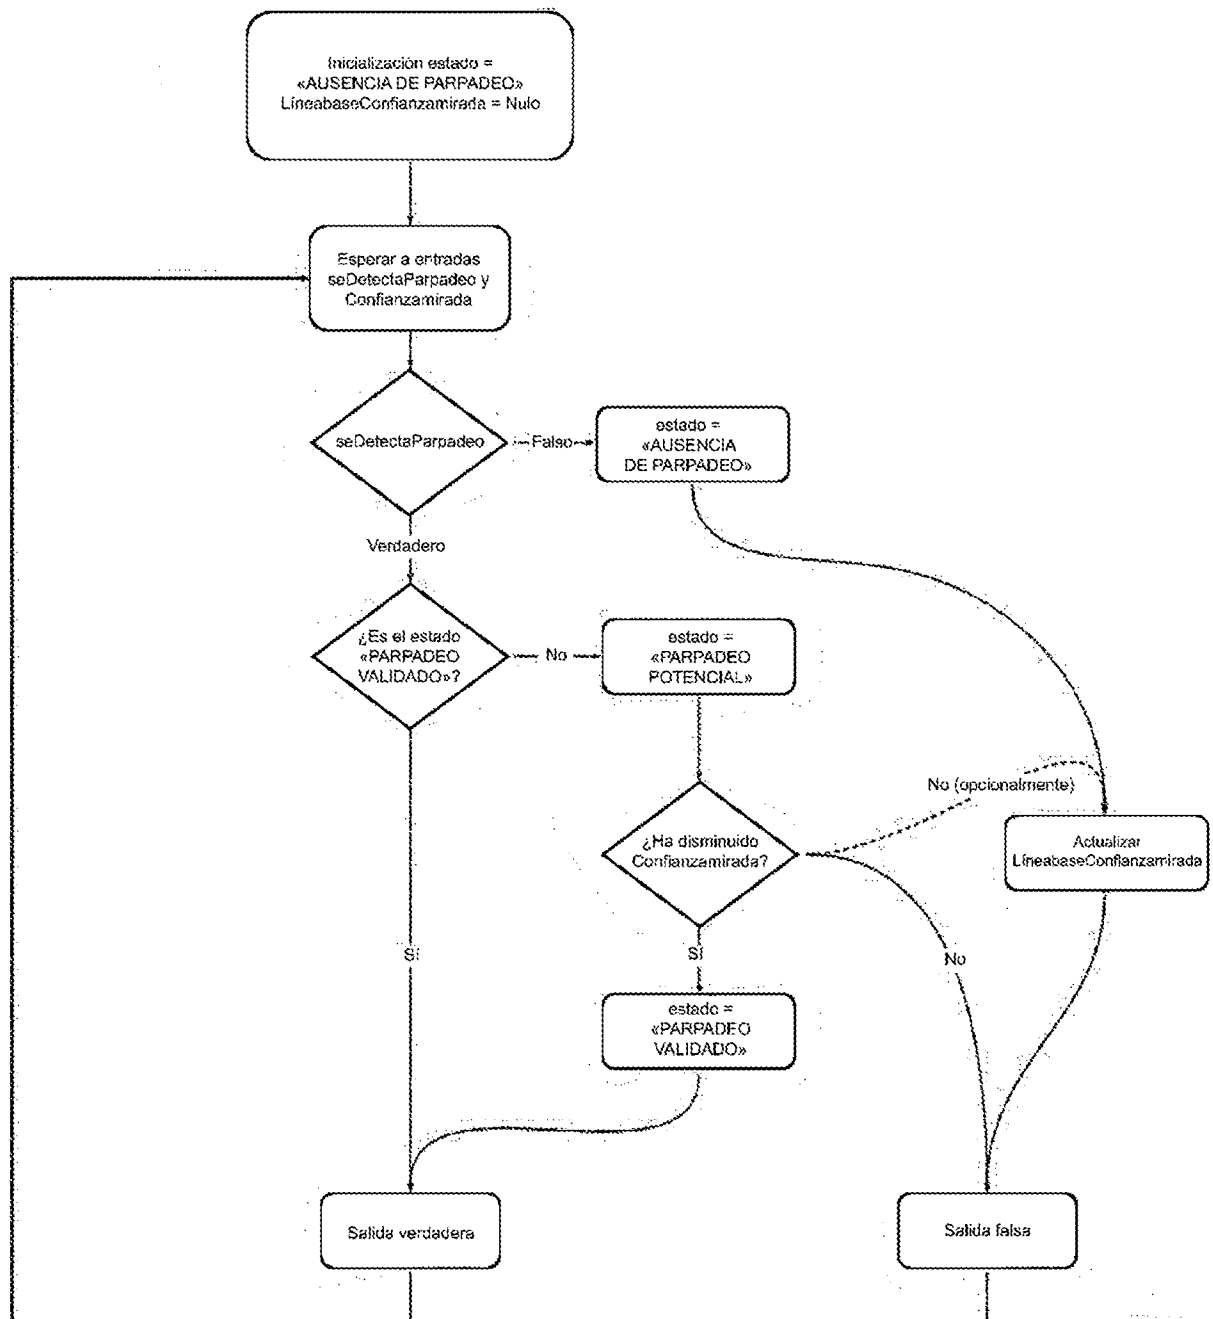 Inicialización estado =
«AUSENCIA DE PARPADEO»
LíneabaseConfianzamirada = Nulo
Esperar a entradas
seDetectaParpadeo y
Confianzamirada
seDetectaParpadeo
Falso
estado =
«AUSENCIA
DE PARPADEO»
Verdadero
¿Es el estado
«PARPADEO
VALIDADO»?
No
estado =
«PARPADEO
POTENCIAL»
No (opcionalmente)
¿Ha disminuido
Confianzamirada?
Actualizar
LíneabaseConfianzamirada
Sí
Sí
No
estado =
«PARPADEO
VALIDADO»
Salida verdadera
Salida falsa